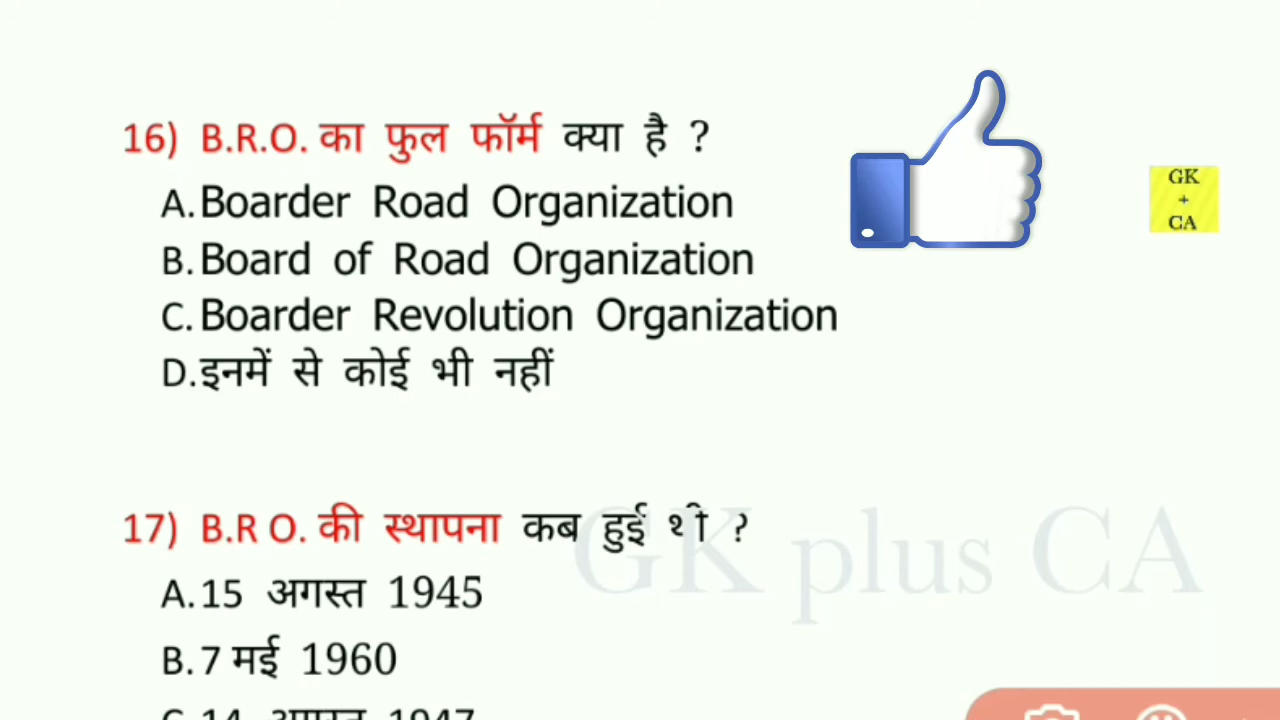 16) B.R.O. का फुल फॉर्म क्या है ?
A.Boarder Road Organization
B.Board of Road Organization
C.Boarder Revolution Organization
D.इनमें से कोई भी नहीं
GK
+
CA
17) B.R O. की स्थापना कब हुई थी ?
GK plus CA
A.15 अगस्त 1945
B.7 मई 1960
C.14 अगस्त 1947